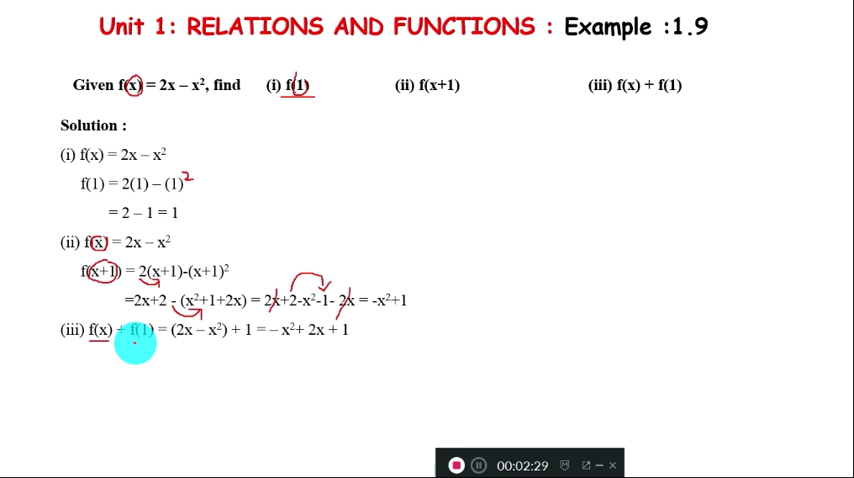 Unit 1: RELATIONS AND FUNCTIONS : Example :1.9
Given f(x) = 2x – x², find (i) f(1) (ii) f(x+1) (iii) f(x) + f(1)
Solution :
(i) f(x) = 2x – x²
f(1) = 2(1) – (1)²
= 2 – 1 = 1
(ii) f(x) = 2x – x²
f(x+1) = 2(x+1)-(x+1)²
=2x+2 - (x²+1+2x) = 2x+2-x²-1- 2x = -x²+1
(iii) f(x) + f(1) = (2x – x²) + 1 = – x²+ 2x + 1
00:02:29